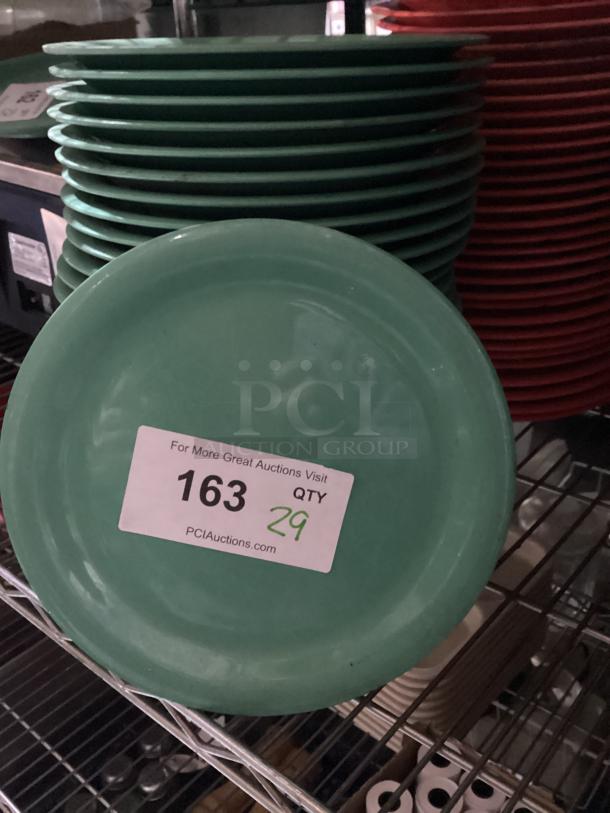 PCI
AUCTION GROUP
For More Great Auctions Visit
163 QTY
29
PCIAuctions.com